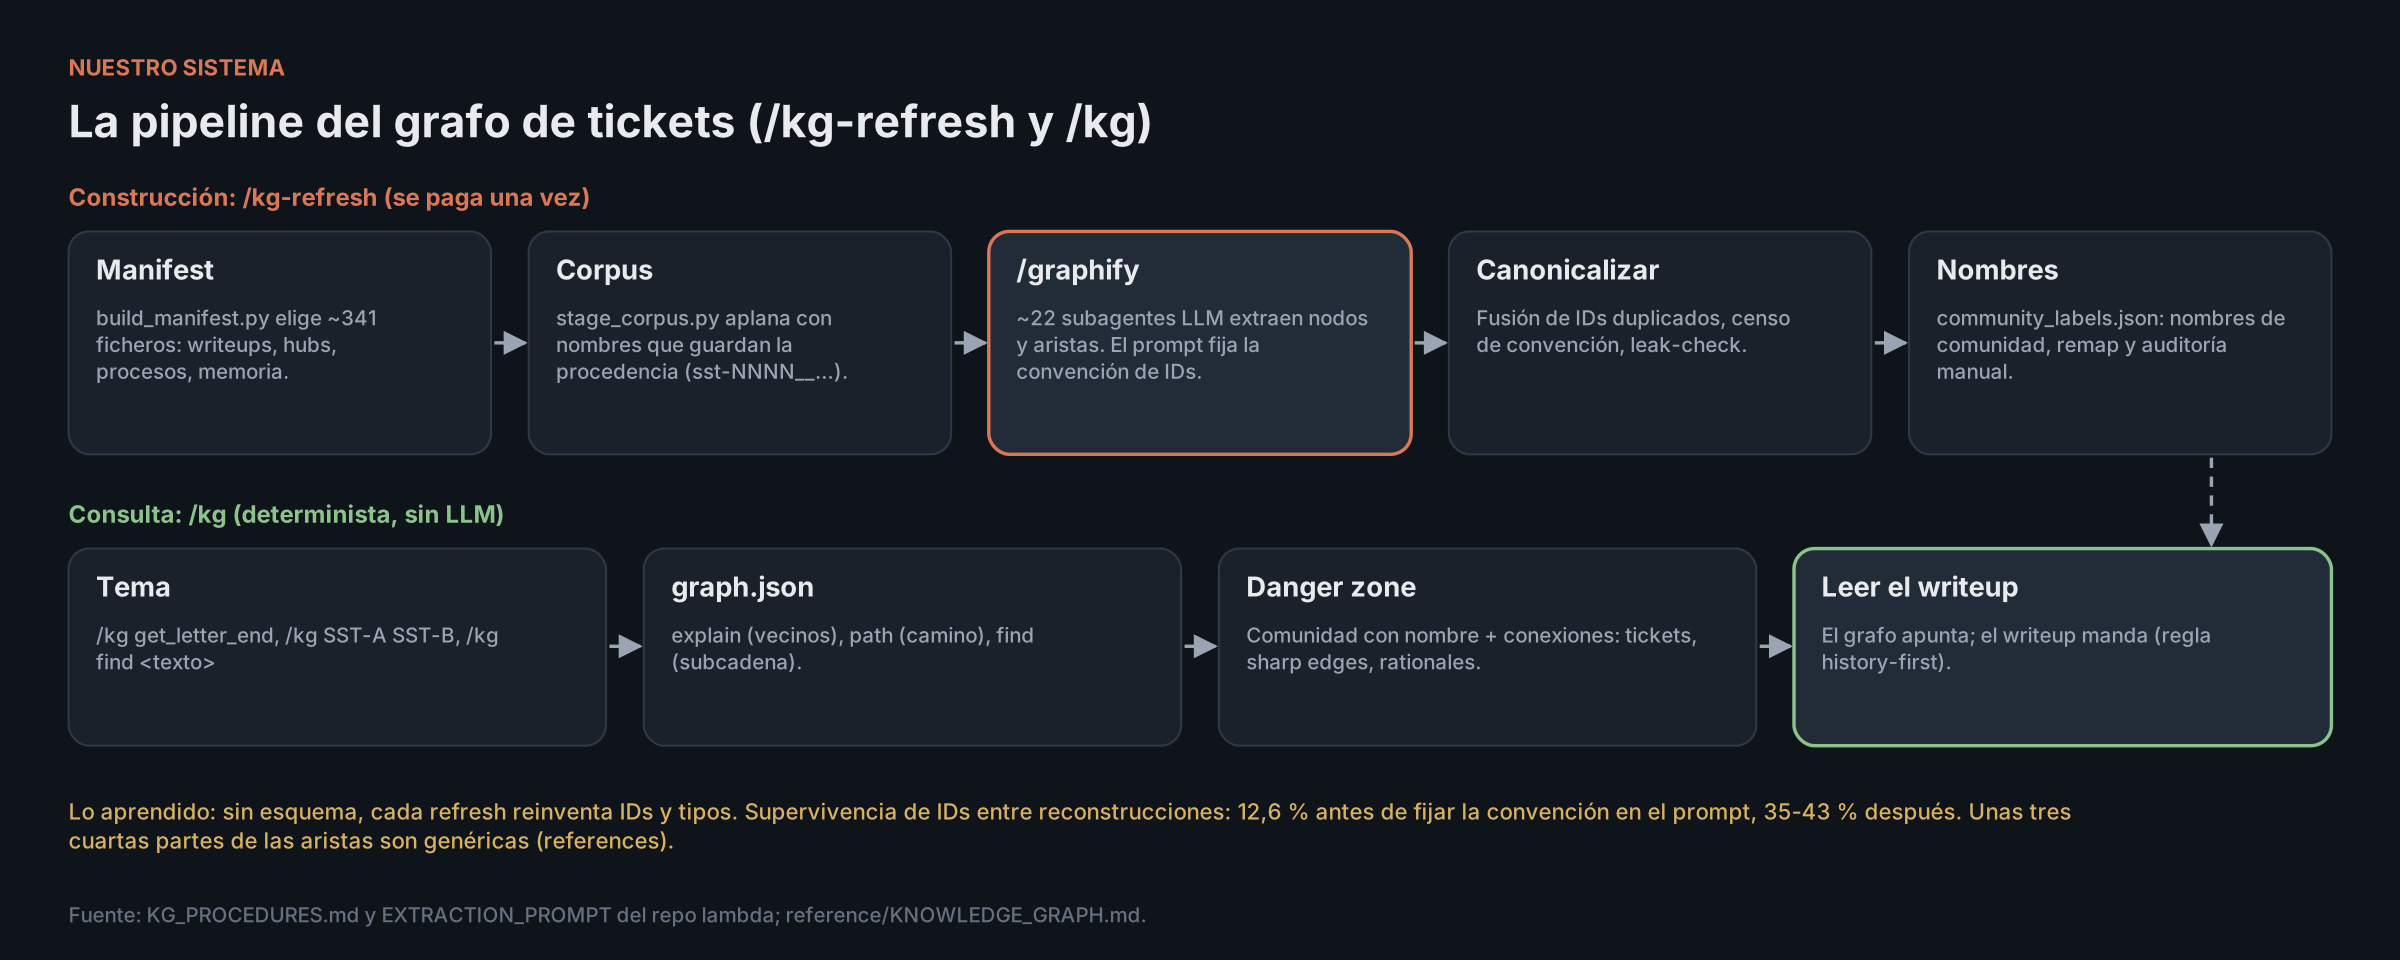 NUESTRO SISTEMA
La pipeline del grafo de tickets (/kg-refresh y /kg)
Construcción: /kg-refresh (se paga una vez)
Manifest
build_manifest.py elige ~341
ficheros: writeups, hubs,
procesos, memoria.
Corpus
stage_corpus.py aplana con
nombres que guardan la
procedencia (sst-NNNN__...).
/graphify
~22 subagentes LLM extraen nodos
y aristas. El prompt fija la
convención de IDs.
Canonicalizar
Fusión de IDs duplicados, censo
de convención, leak-check.
Nombres
community_labels.json: nombres de
comunidad, remap y auditoría
manual.
Consulta: /kg (determinista, sin LLM)
Tema
/kg get_letter_end, /kg SST-A SST-B, /kg
find <texto>
graph.json
explain (vecinos), path (camino), find
(subcadena).
Danger zone
Comunidad con nombre + conexiones: tickets,
sharp edges, rationales.
Leer el writeup
El grafo apunta; el writeup manda (regla
history-first).
Lo aprendido: sin esquema, cada refresh reinventa IDs y tipos. Supervivencia de IDs entre reconstrucciones: 12,6 % antes de fijar la convención en el prompt, 35-43 % después. Unas tres
cuartas partes de las aristas son genéricas (references).
Fuente: KG_PROCEDURES.md y EXTRACTION_PROMPT del repo lambda; reference/KNOWLEDGE_GRAPH.md.